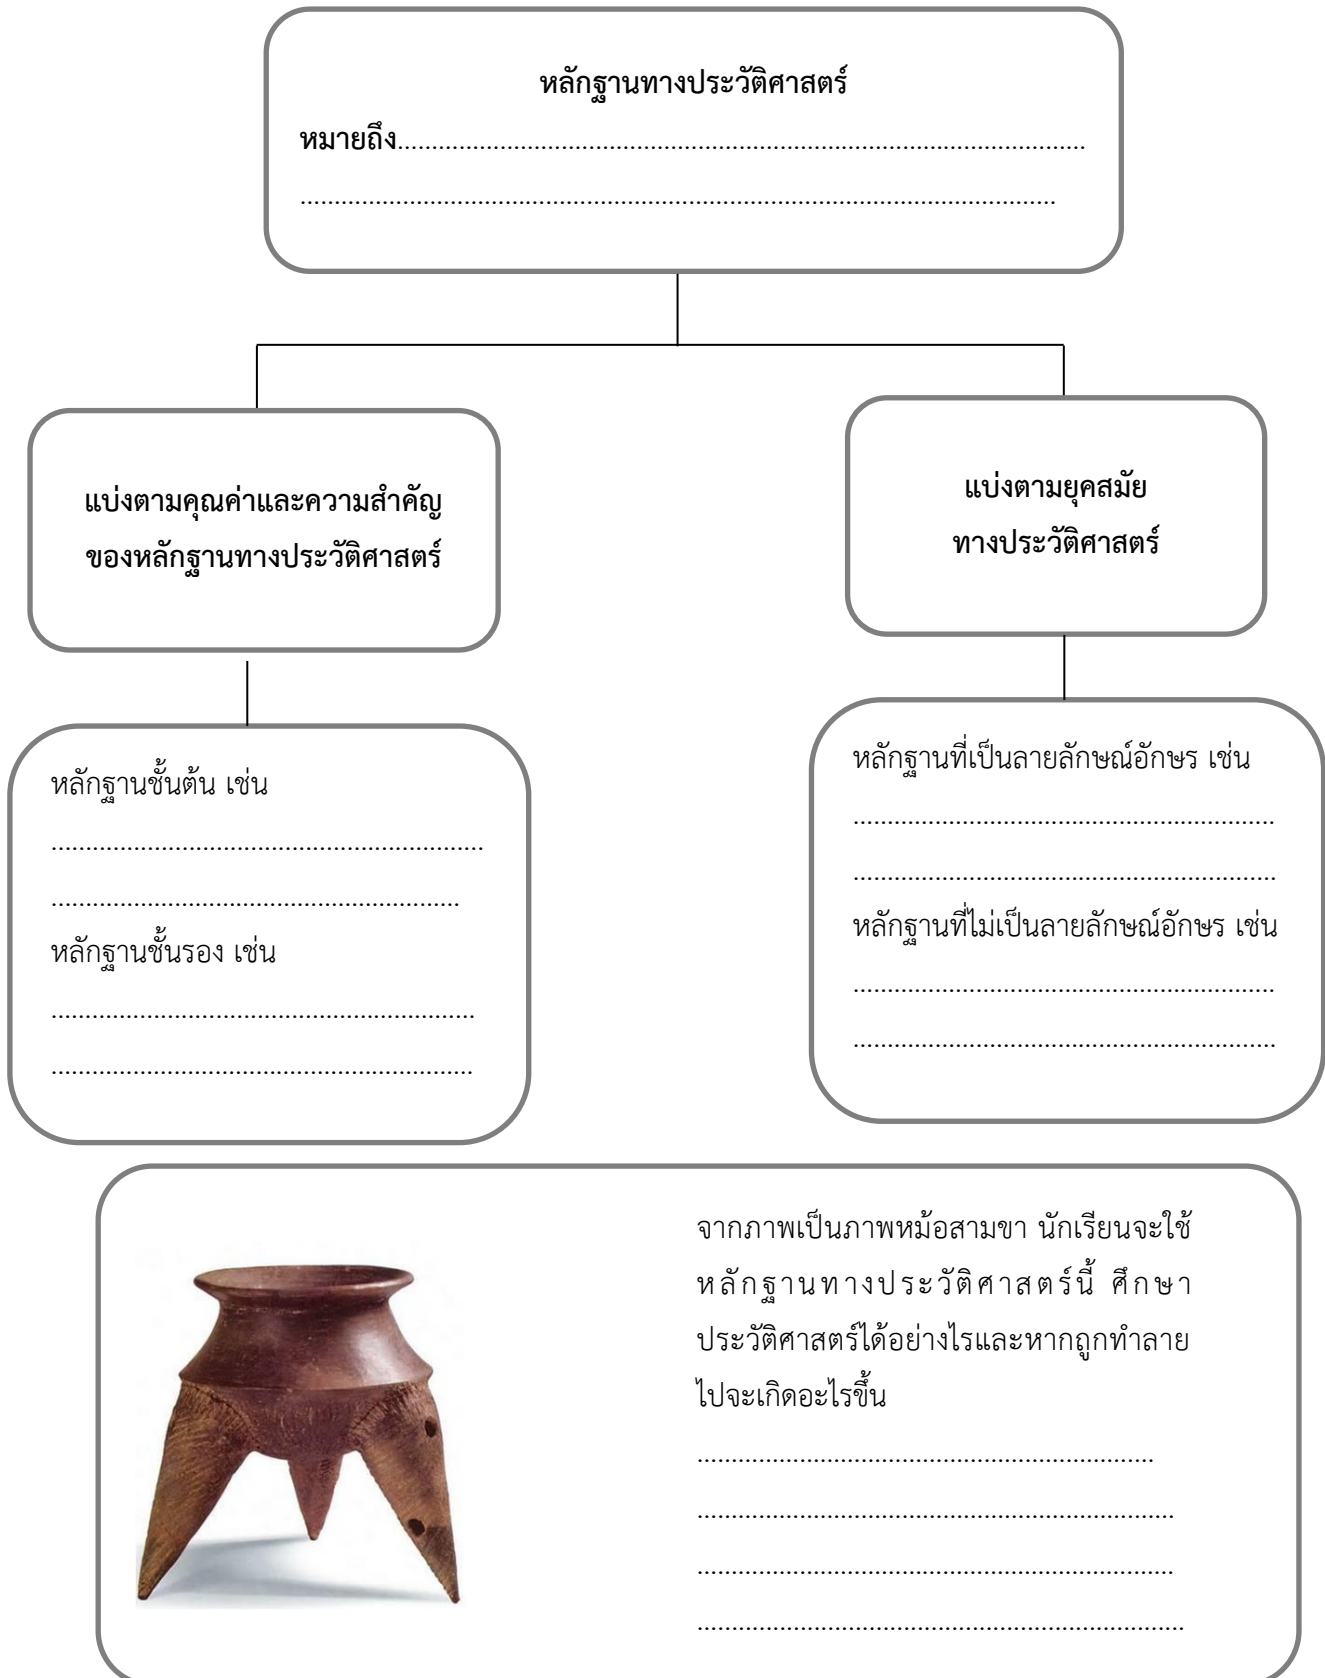 หลักฐานทางประวัติศาสตร์
หมายถึง....................................................................................................
..............................................................................................................
แบ่งตามคุณค่าและความสำคัญ
ของหลักฐานทางประวัติศาสตร์
แบ่งตามยุคสมัย
ทางประวัติศาสตร์
หลักฐานชั้นต้น เช่น
...............................................................
............................................................
หลักฐานชั้นรอง เช่น
..............................................................
..............................................................
หลักฐานที่เป็นลายลักษณ์อักษร เช่น
..............................................................
..............................................................
หลักฐานที่ไม่เป็นลายลักษณ์อักษร เช่น
..............................................................
..............................................................
จากภาพเป็นภาพหม้อสามขา นักเรียนจะใช้
หลักฐานทางประวัติศาสตร์นี้ ศึกษา
ประวัติศาสตร์ได้อย่างไรและหากถูกทำลาย
ไปจะเกิดอะไรขึ้น
...................................................................
......................................................................
......................................................................
.......................................................................